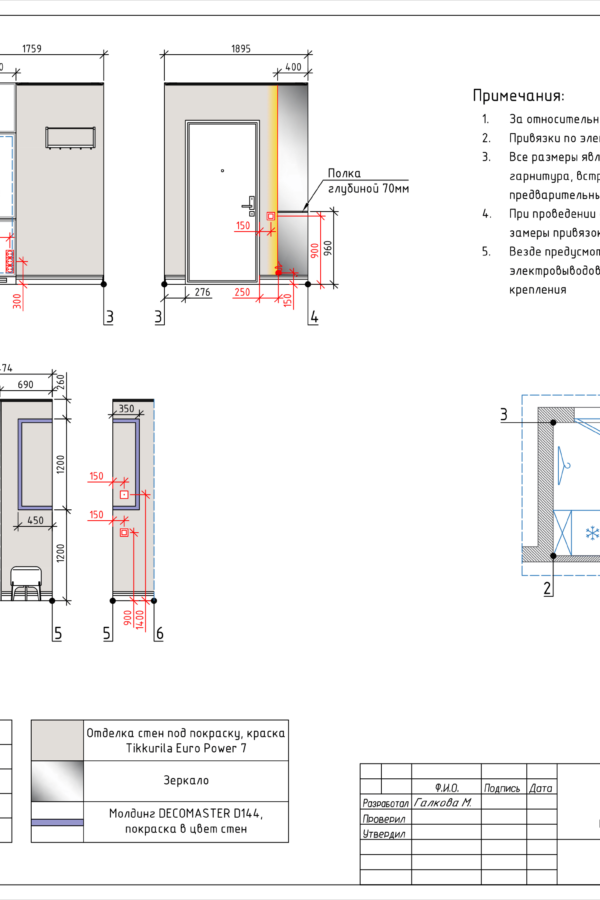 1759
1895
400
0
Полка
глубиной 70мм
150
900
960
300
276
250
150
3
3
4
Примечания:
1. За относительн
2. Привязки по эле
3. Все размеры явл
гарнитура, встр
предварительны
4. При проведении
замеры привязок
5. Везде предусмот
электровыводов
крепления
474
690
260
350
1200
150
150
450
1200
900
1400
5
5
6
3
2
Отделка стен под покраску, краска
Tikkurila Euro Power 7
Зеркало
Молдинг DECOMASTER D144,
покраска в цвет стен
Ф.И.О. Подпись Дата
Разработал Галкова М.
Проверил
Утвердил